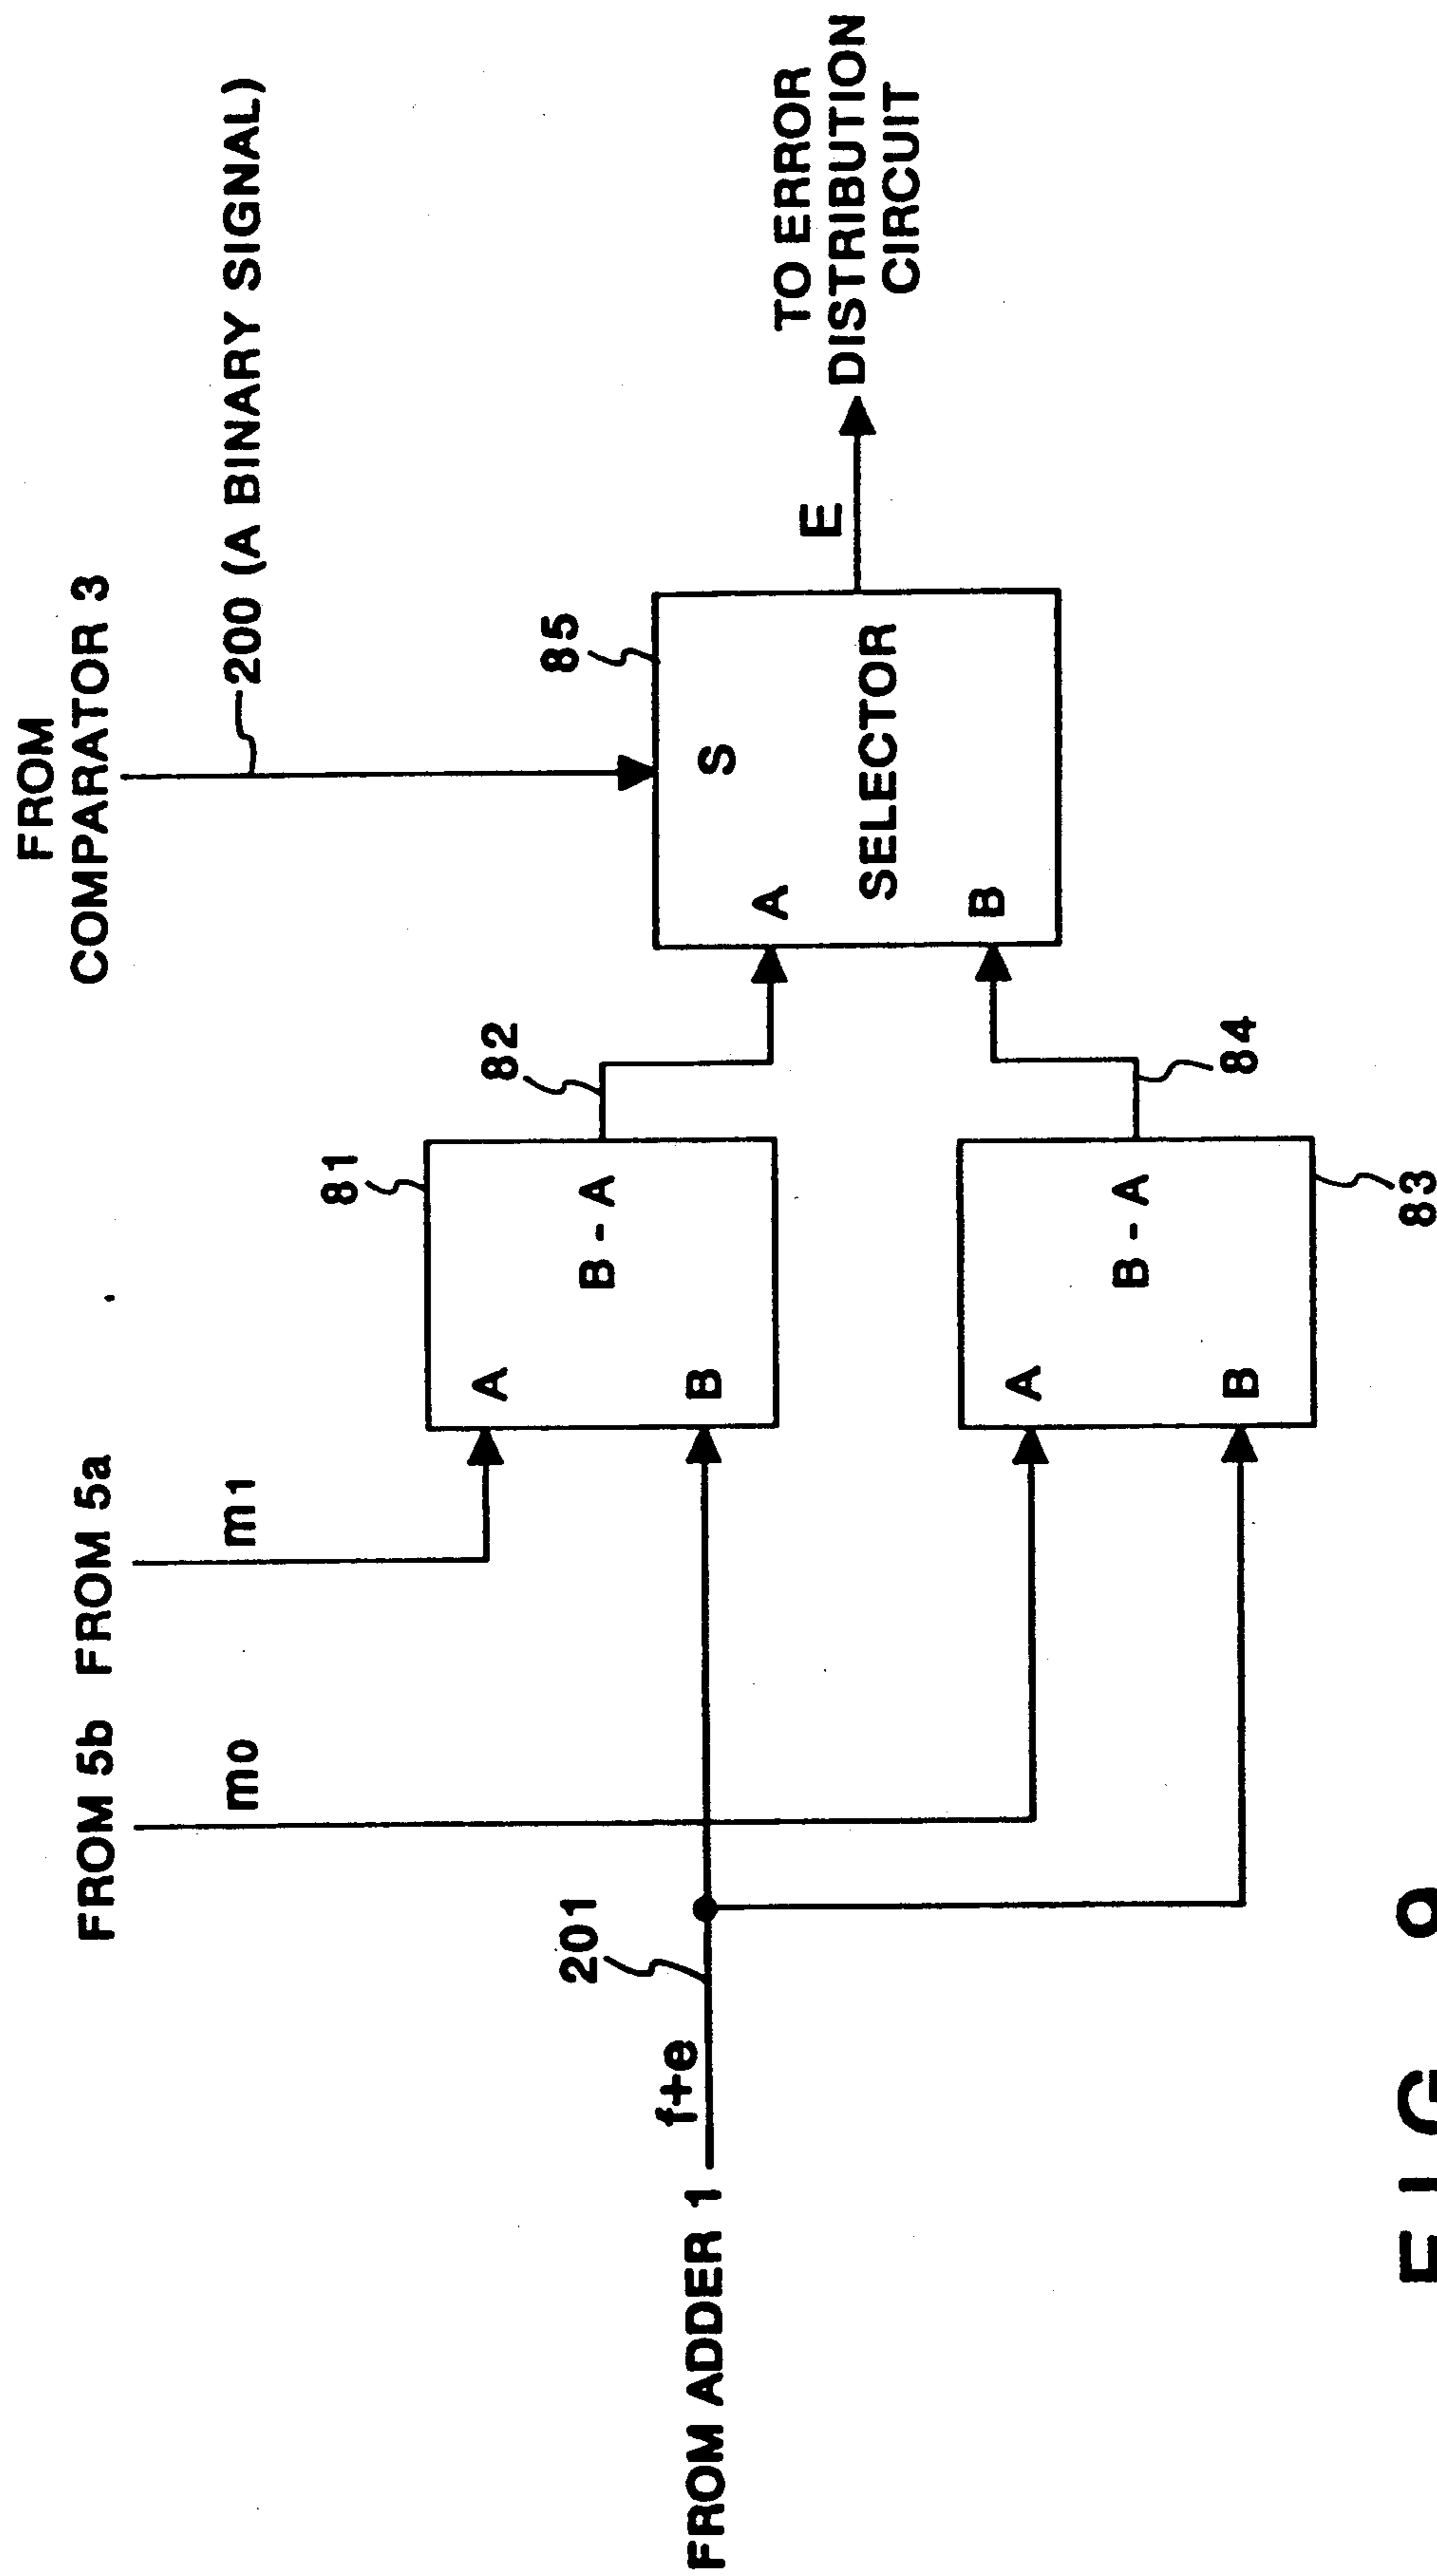 FROM
COMPARATOR 3
FROM 5b
FROM 5a
m0
m1
200 (A BINARY SIGNAL)
81
82
85
201
f+e
FROM ADDER 1
A
B - A
B
S
A
SELECTOR
B
E
TO ERROR
DISTRIBUTION
CIRCUIT
A
B - A
B
84
83